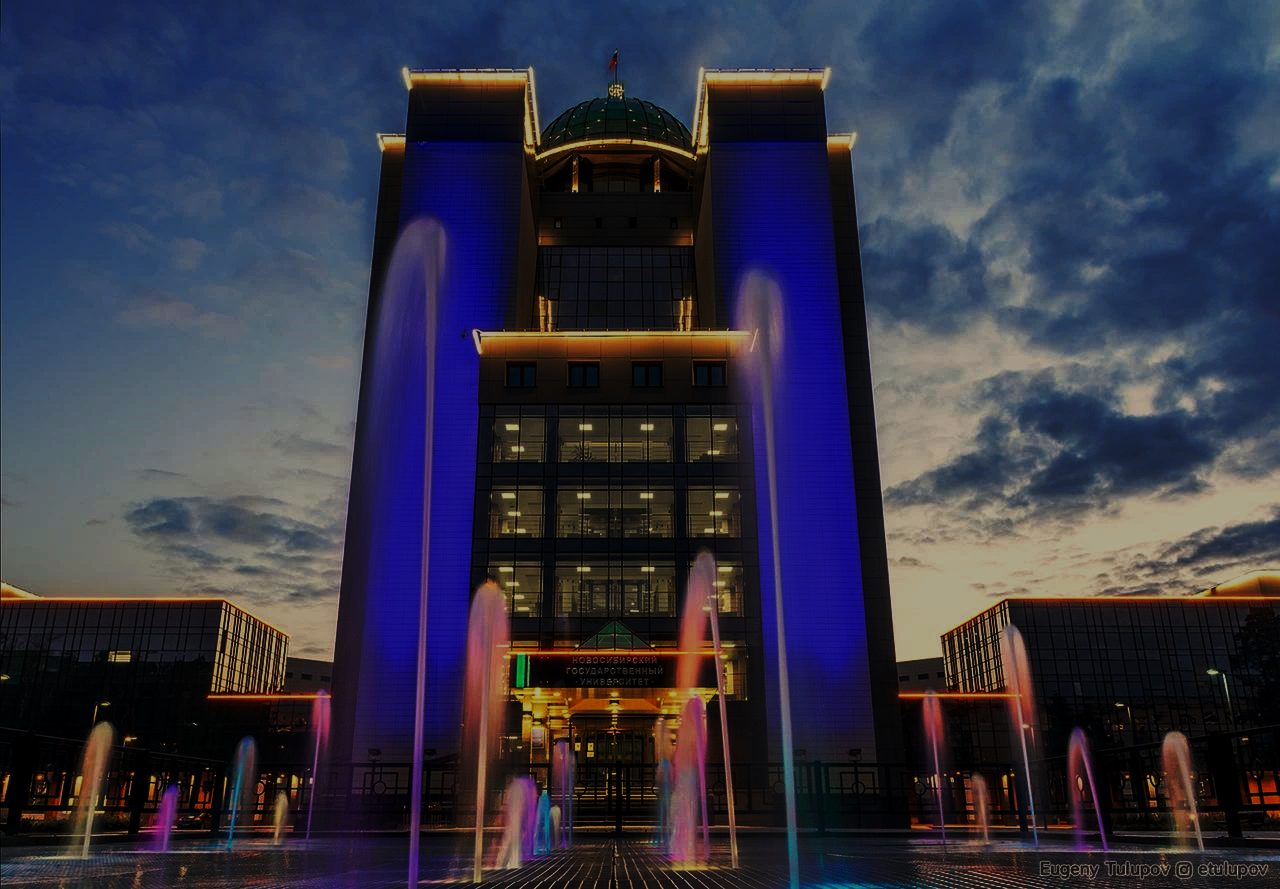 НОВОСИБИРСКИЙ
ГОСУДАРСТВЕННЫЙ
·УНИВЕРСИТЕТ·
Eugeny Tulupov etulupov